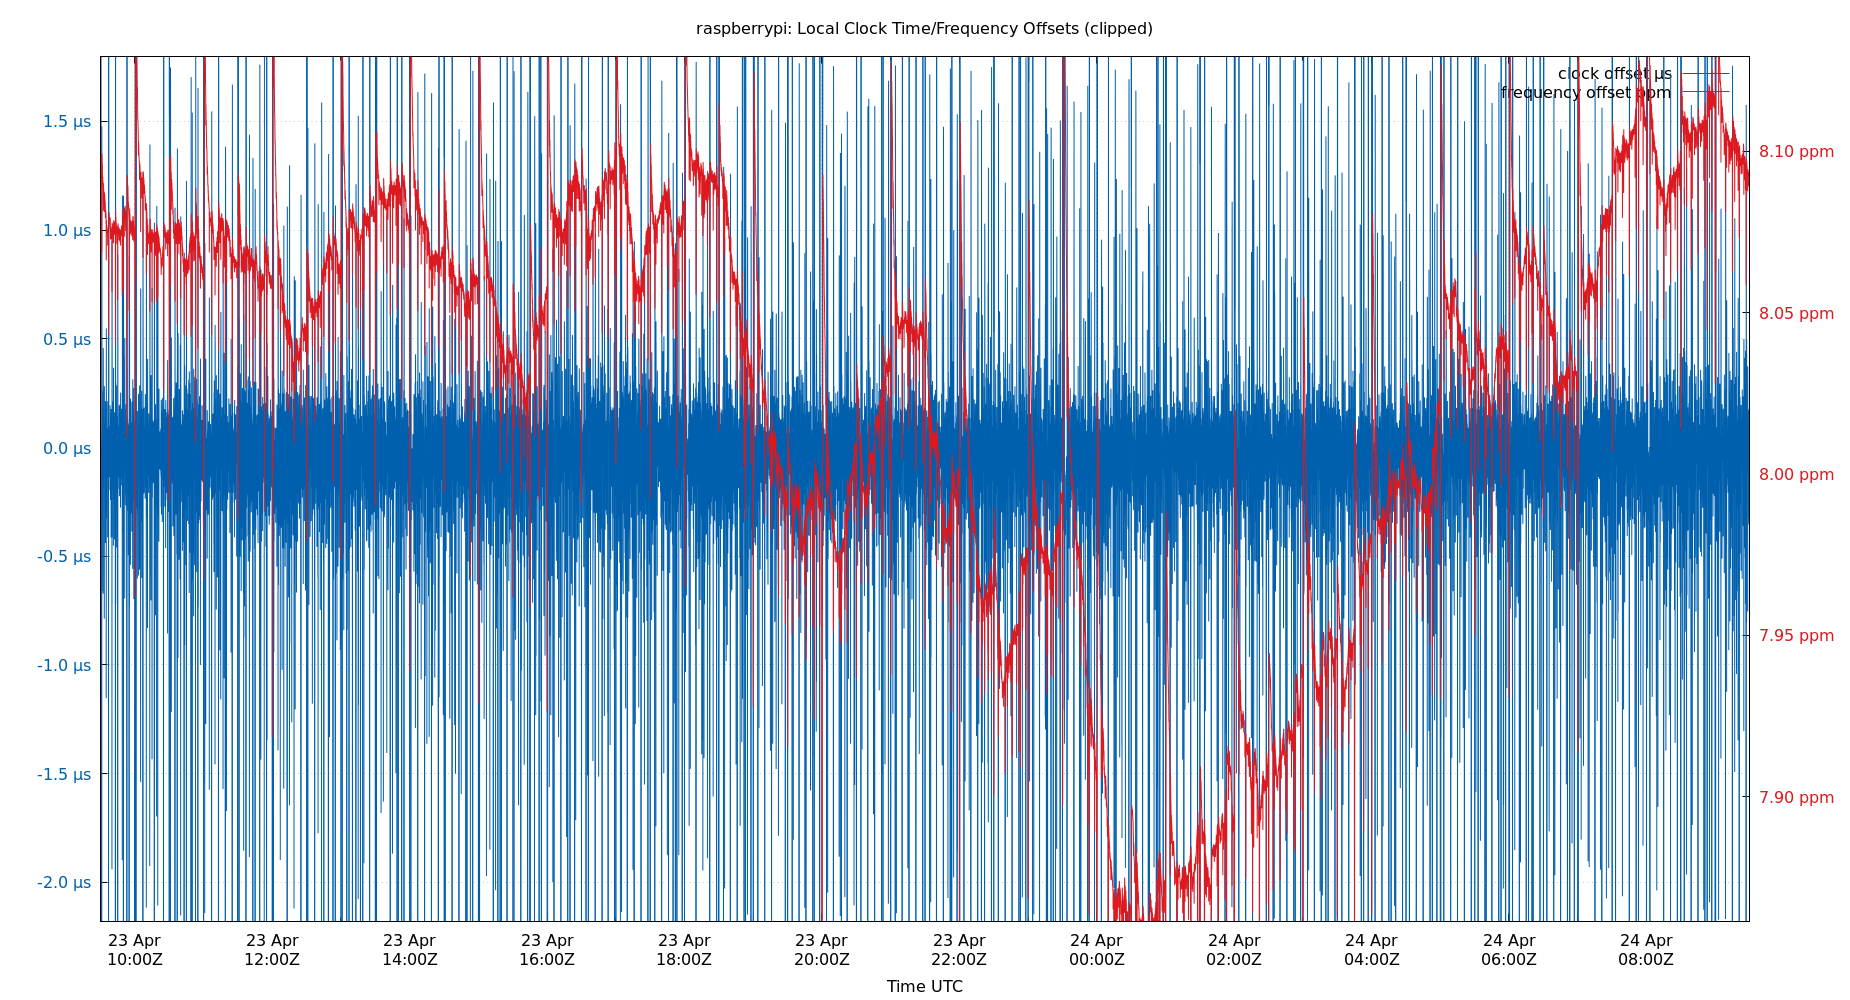 raspberrypi: Local Clock Time/Frequency Offsets (clipped)
clock offset µs
frequency offset ppm
1.5 µs
1.0 µs
0.5 µs
0.0 µs
-0.5 µs
-1.0 µs
-1.5 µs
-2.0 µs
8.10 ppm
8.05 ppm
8.00 ppm
7.95 ppm
7.90 ppm
23 Apr 23 Apr 23 Apr 23 Apr 23 Apr 23 Apr 23 Apr 24 Apr 24 Apr 24 Apr 24 Apr 24 Apr
10:00Z 12:00Z 14:00Z 16:00Z 18:00Z 20:00Z 22:00Z 00:00Z 02:00Z 04:00Z 06:00Z 08:00Z
Time UTC